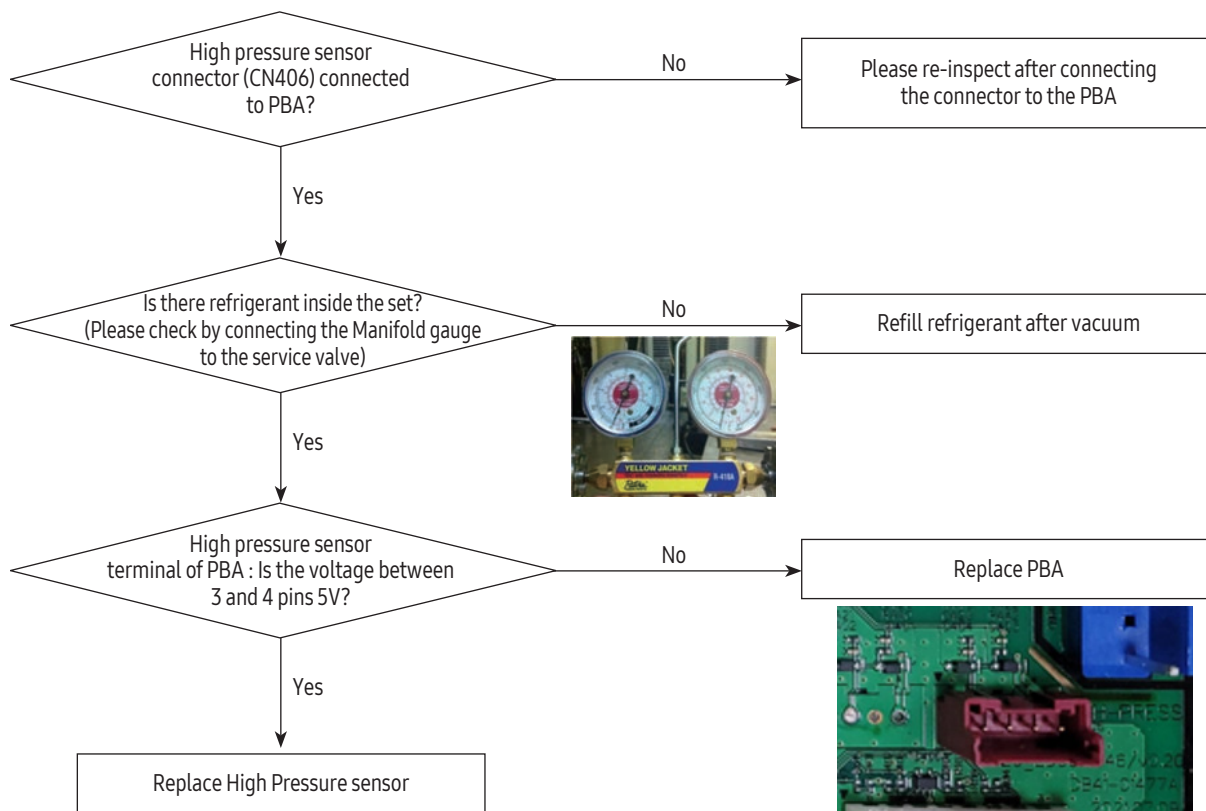 High pressure sensor
connector (CN406) connected
to PBA?
No
Please re-inspect after connecting
the connector to the PBA
Yes
Is there refrigerant inside the set?
(Please check by connecting the Manifold gauge
to the service valve)
No
Refill refrigerant after vacuum
YELLOW JACKET
R-410A
Yes
High pressure sensor
terminal of PBA : Is the voltage between
3 and 4 pins 5V?
No
Replace PBA
Yes
Replace High Pressure sensor